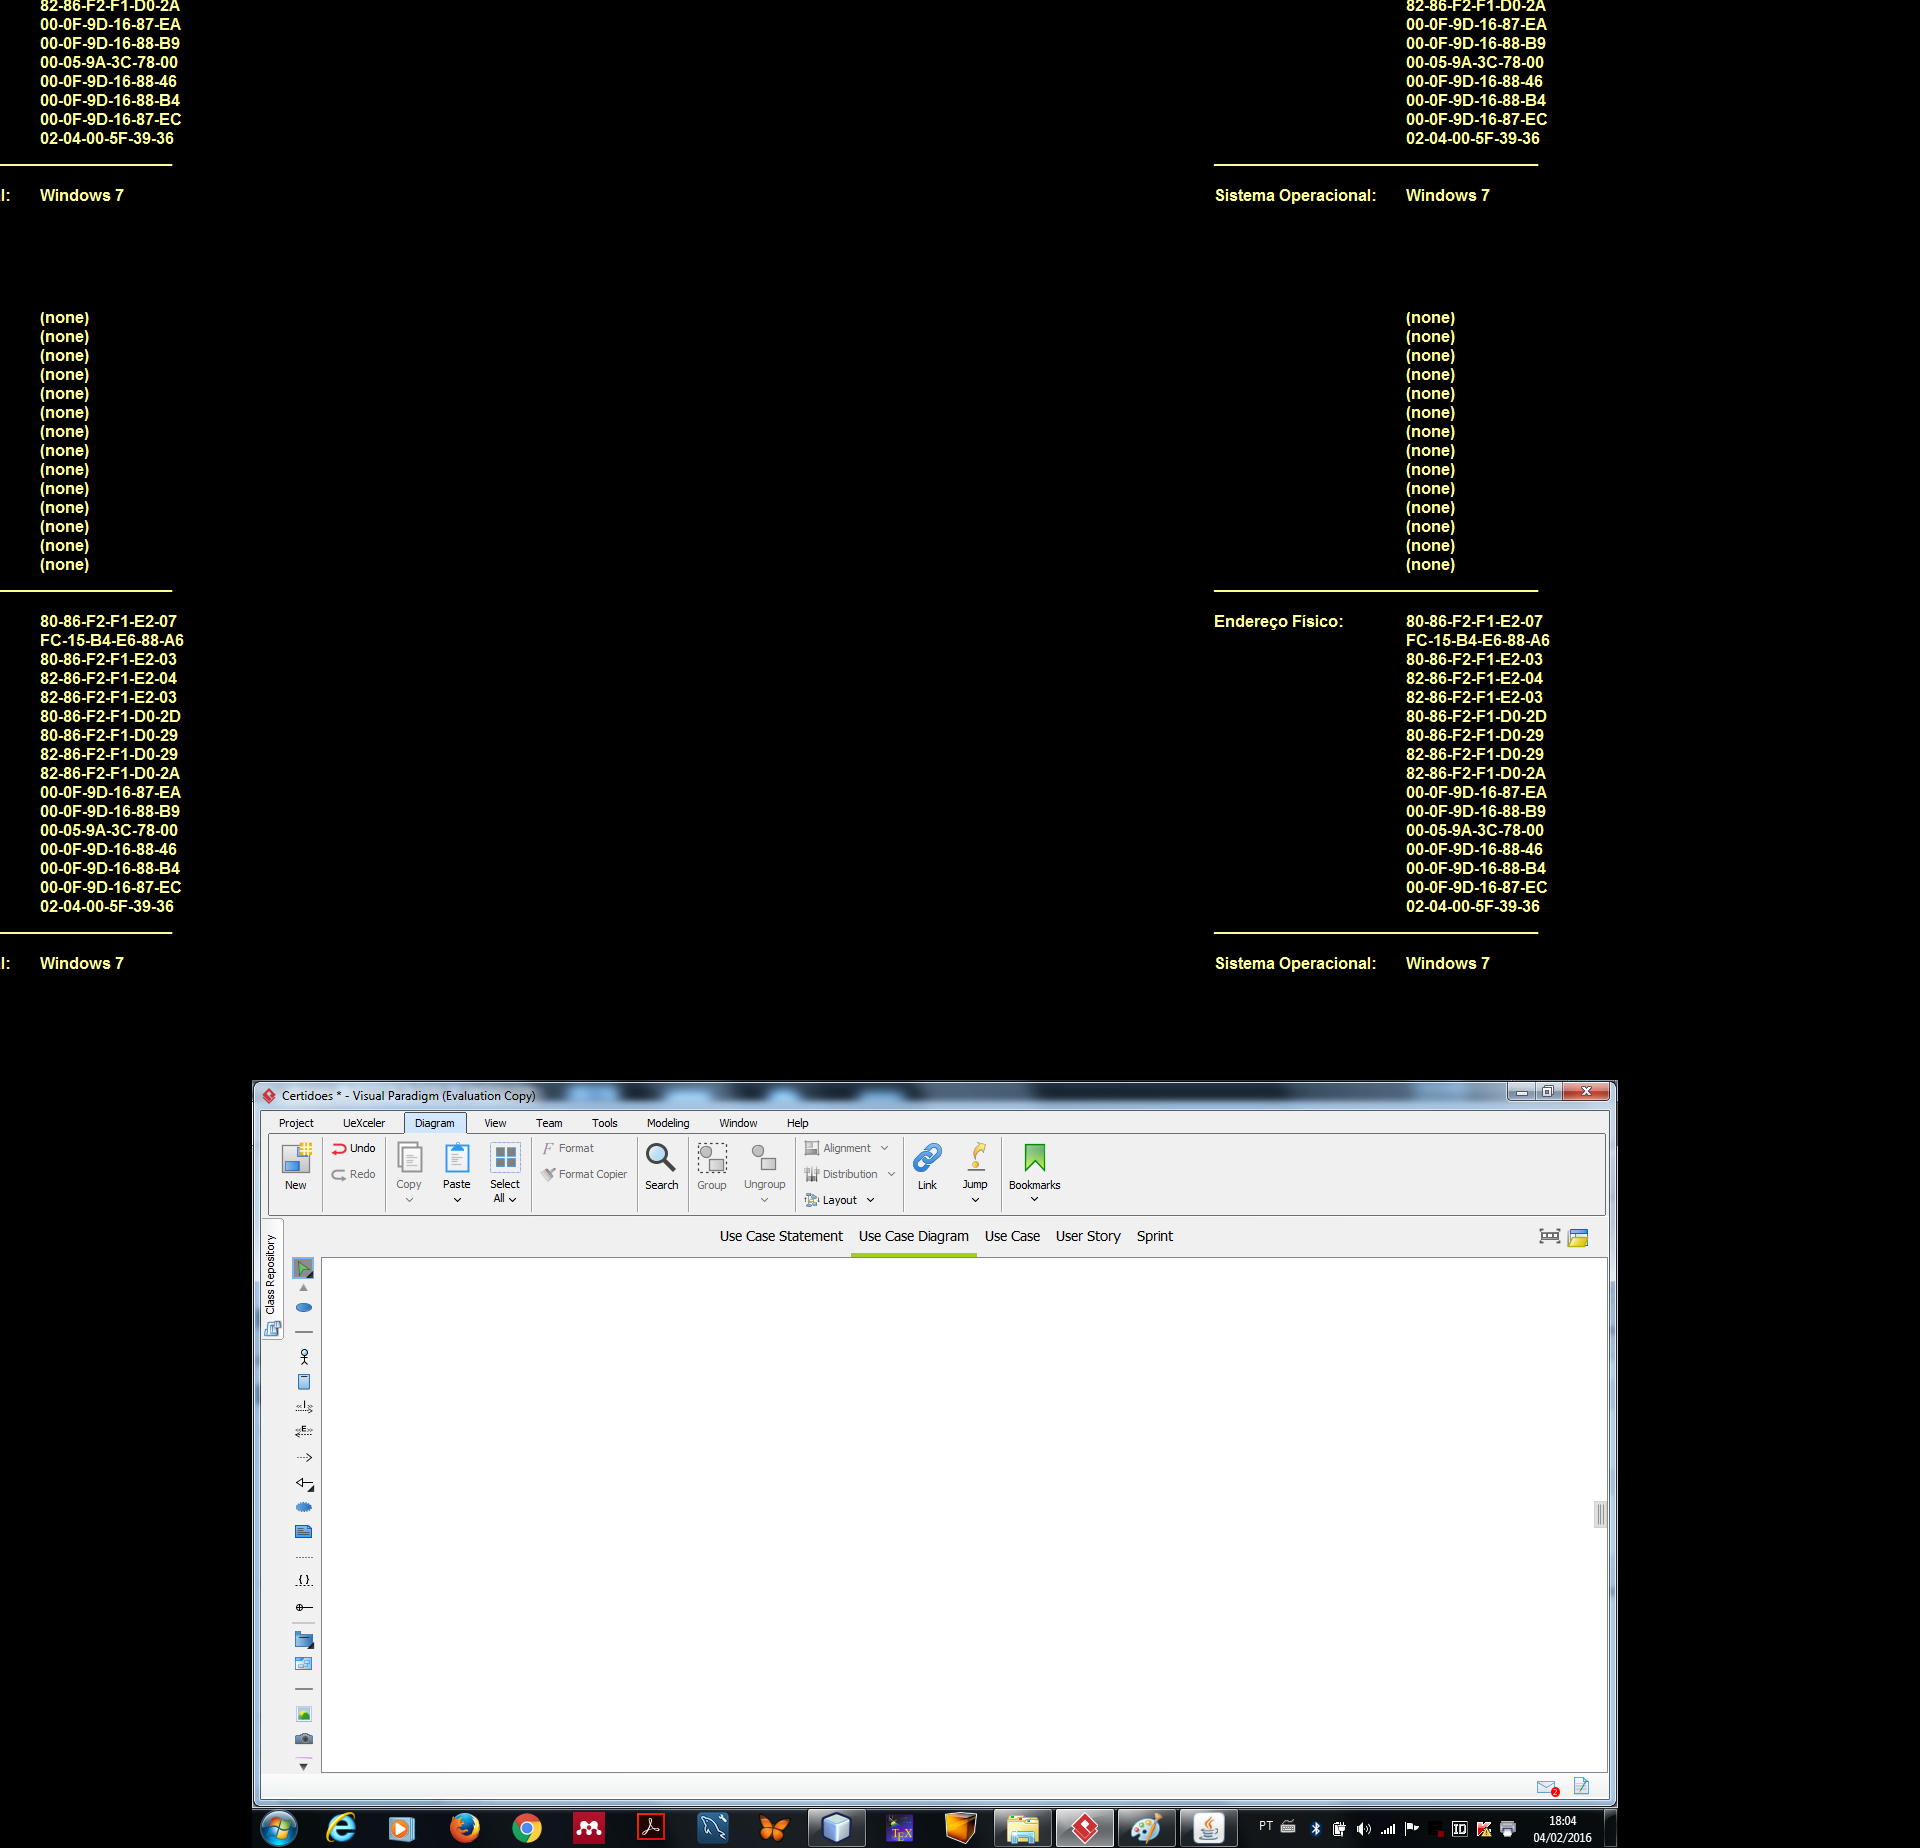 82-86-F2-F1-D0-2A
00-0F-9D-16-87-EA
00-0F-9D-16-88-B9
00-05-9A-3C-78-00
00-0F-9D-16-88-46
00-0F-9D-16-88-B4
00-0F-9D-16-87-EC
02-04-00-5F-39-36
l: Windows 7
(none)
(none)
(none)
(none)
(none)
(none)
(none)
(none)
(none)
(none)
(none)
(none)
(none)
(none)
80-86-F2-F1-E2-07
FC-15-B4-E6-88-A6
80-86-F2-F1-E2-03
82-86-F2-F1-E2-04
82-86-F2-F1-E2-03
80-86-F2-F1-D0-2D
80-86-F2-F1-D0-29
82-86-F2-F1-D0-29
82-86-F2-F1-D0-2A
00-0F-9D-16-87-EA
00-0F-9D-16-88-B9
00-05-9A-3C-78-00
00-0F-9D-16-88-46
00-0F-9D-16-88-B4
00-0F-9D-16-87-EC
02-04-00-5F-39-36
l: Windows 7
82-86-F2-F1-D0-2A
00-0F-9D-16-87-EA
00-0F-9D-16-88-B9
00-05-9A-3C-78-00
00-0F-9D-16-88-46
00-0F-9D-16-88-B4
00-0F-9D-16-87-EC
02-04-00-5F-39-36
Sistema Operacional: Windows 7
(none)
(none)
(none)
(none)
(none)
(none)
(none)
(none)
(none)
(none)
(none)
(none)
(none)
(none)
Endereço Físico: 80-86-F2-F1-E2-07
FC-15-B4-E6-88-A6
80-86-F2-F1-E2-03
82-86-F2-F1-E2-04
82-86-F2-F1-E2-03
80-86-F2-F1-D0-2D
80-86-F2-F1-D0-29
82-86-F2-F1-D0-29
82-86-F2-F1-D0-2A
00-0F-9D-16-87-EA
00-0F-9D-16-88-B9
00-05-9A-3C-78-00
00-0F-9D-16-88-46
00-0F-9D-16-88-B4
00-0F-9D-16-87-EC
02-04-00-5F-39-36
Sistema Operacional: Windows 7
Certidoes * - Visual Paradigm (Evaluation Copy)
Project UeXceler Diagram View Team Tools Modeling Window Help
New
Undo
Redo
Copy
Paste
Select
All
Format
Format Copier
Search
Group
Ungroup
Alignment
Distribution
Layout
Link
Jump
Bookmarks
Use Case Statement Use Case Diagram Use Case User Story Sprint
Class Repository
<<I>>
<<E>>
{ }
2
TEX
PT
ID
18:04
04/02/2016